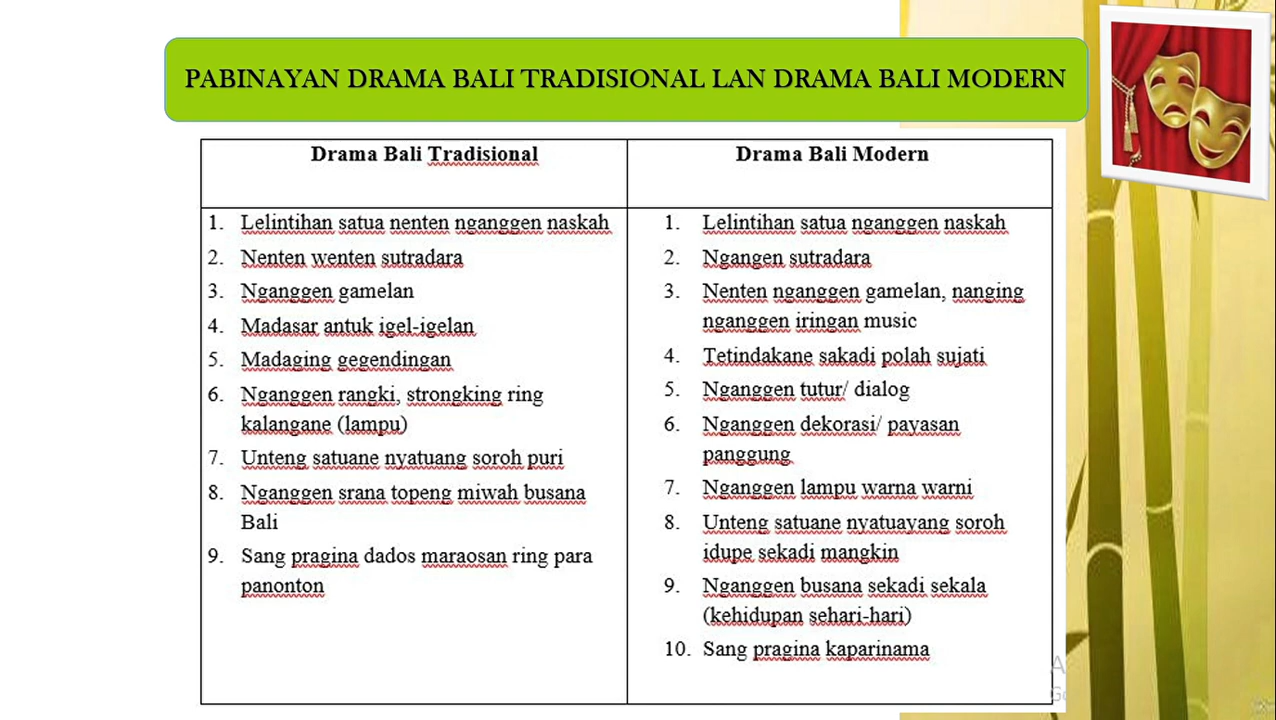 PABINAYAN DRAMA BALI TRADISIONAL LAN DRAMA BALI MODERN
Drama Bali Tradisional
1. Lelintihan satua nenten nganggen naskah
2. Nenten wenten sutradara
3. Nganggen gamelan
4. Madasar antuk igel-igelan
5. Madaging gegendingan
6. Nganggen rangki, strongking ring
kalangane (lampu)
7. Unteng satuane nyatuang soroh puri
8. Nganggen srana topeng miwah busana
Bali
9. Sang pragina dados maraosan ring para
panonton
Drama Bali Modern
1. Lelintihan satua nganggen naskah
2. Ngangen sutradara
3. Nenten nganggen gamelan, nanging
nganggen iringan music
4. Tetindakane sakadi polah sujati
5. Nganggen tutur/ dialog
6. Nganggen dekorasi/ payasan
panggung
7. Nganggen lampu warna warni
8. Unteng satuane nyatuayang soroh
idupe sekadi mangkin
9. Nganggen busana sekadi sekala
(kehidupan sehari-hari)
10. Sang pragina kaparinama